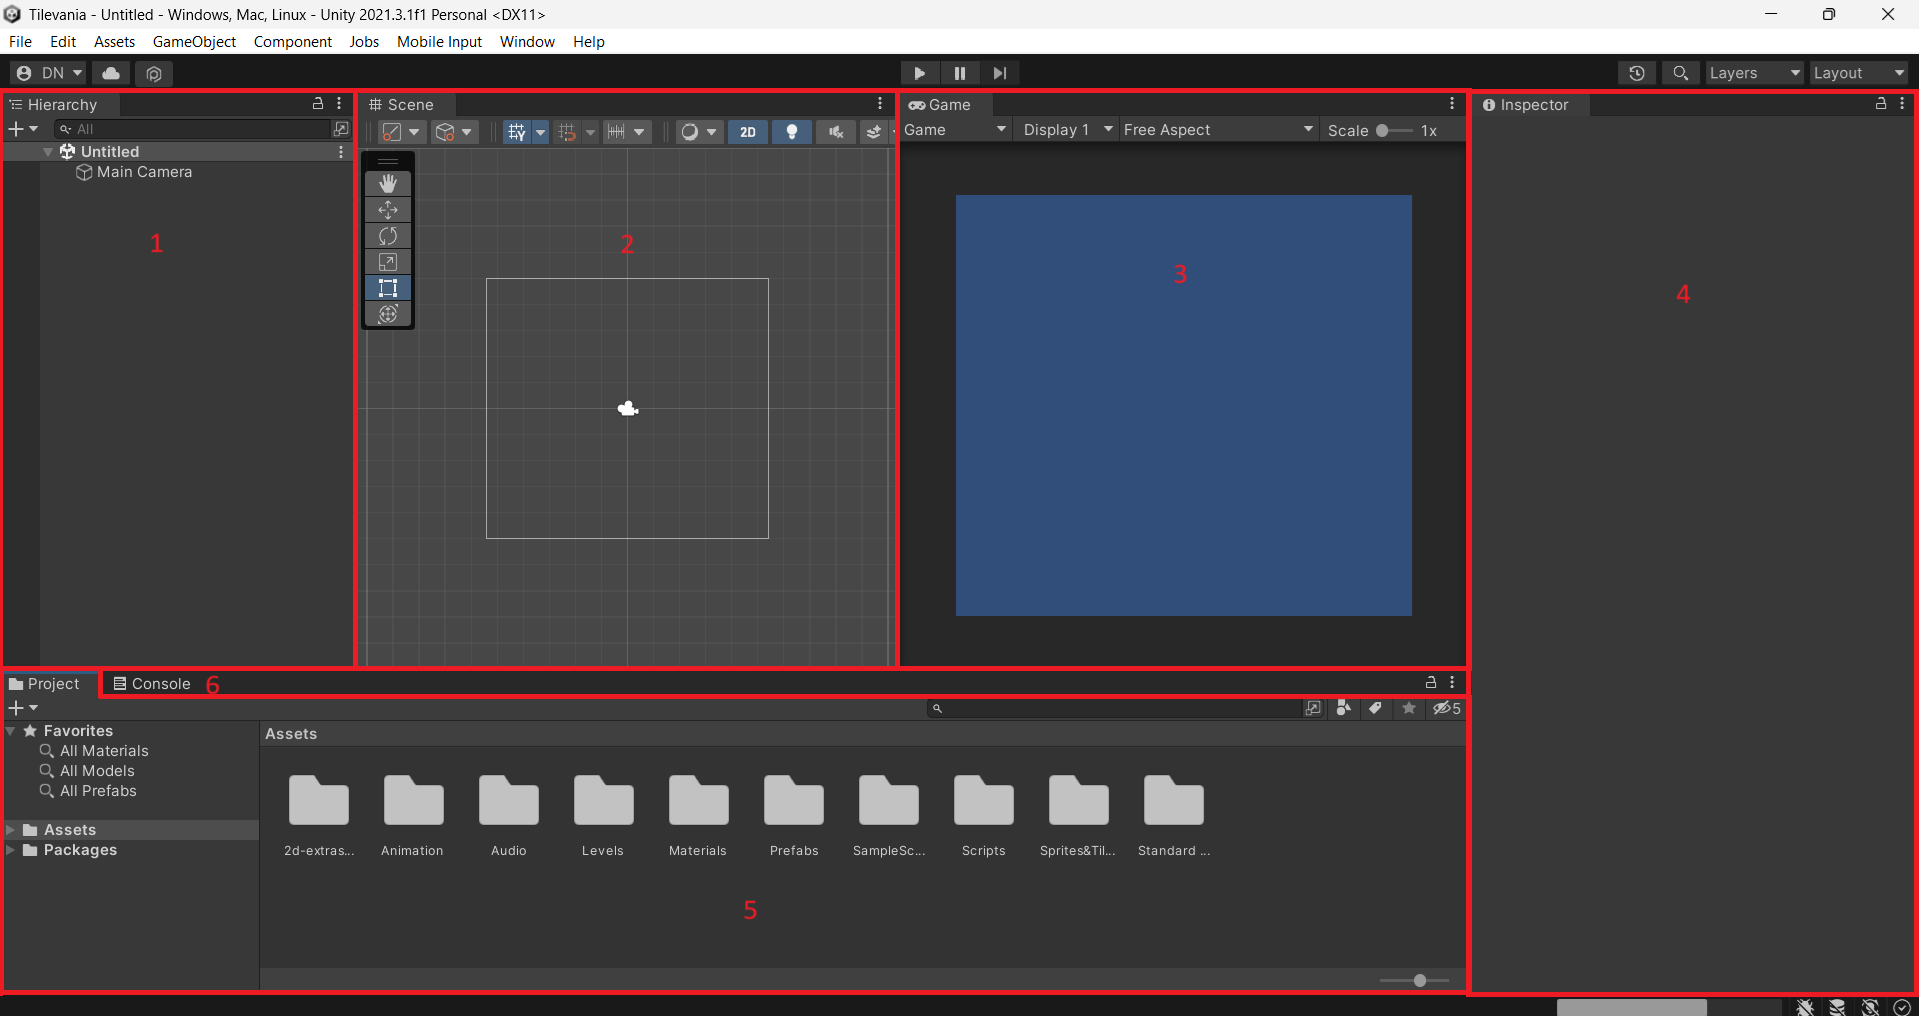 Tilevania - Untitled - Windows, Mac, Linux - Unity 2021.3.1f1 Personal <DX11>
File Edit Assets GameObject Component Jobs Mobile Input Window Help
DN Layers Layout
Hierarchy Scene Game Inspector
All 2D Game Display 1 Free Aspect Scale 1x
Untitled
Main Camera
1 2 3 4
Project Console 6
5
Favorites
All Materials
All Models
All Prefabs
Assets
Packages
Assets
2d-extras... Animation Audio Levels Materials Prefabs SampleSc... Scripts Sprites&Til... Standard ...
5